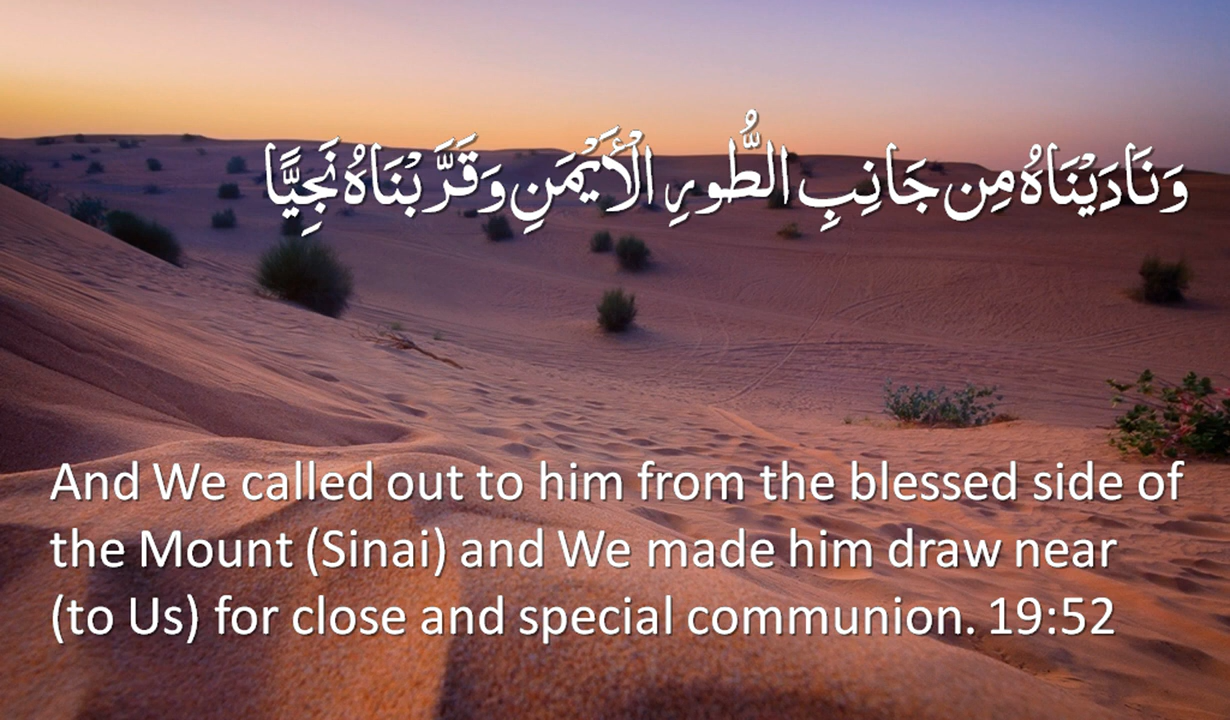 وَنَادَيْنَاهُ مِن جَانِبِ الطُّورِ الْأَيْمَنِ وَقَرَّبْنَاهُ نَجِيًّا
And We called out to him from the blessed side of
the Mount (Sinai) and We made him draw near
(to Us) for close and special communion. 19:52